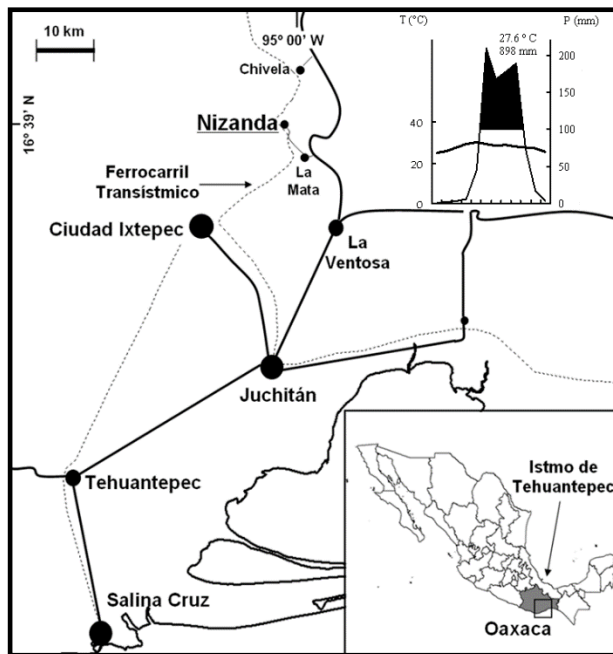 10 km
95° 00' W
T (°C)
P (mm)
27.6 ° C
898 mm
200
150
100
50
0
40
20
0
16° 39' N
Chivela
Nizanda
La
Mata
Ferrocarril
Transístmico
Ciudad Ixtepec
La
Ventosa
Juchitán
Tehuantepec
Salina Cruz
Istmo de
Tehuantepec
Oaxaca